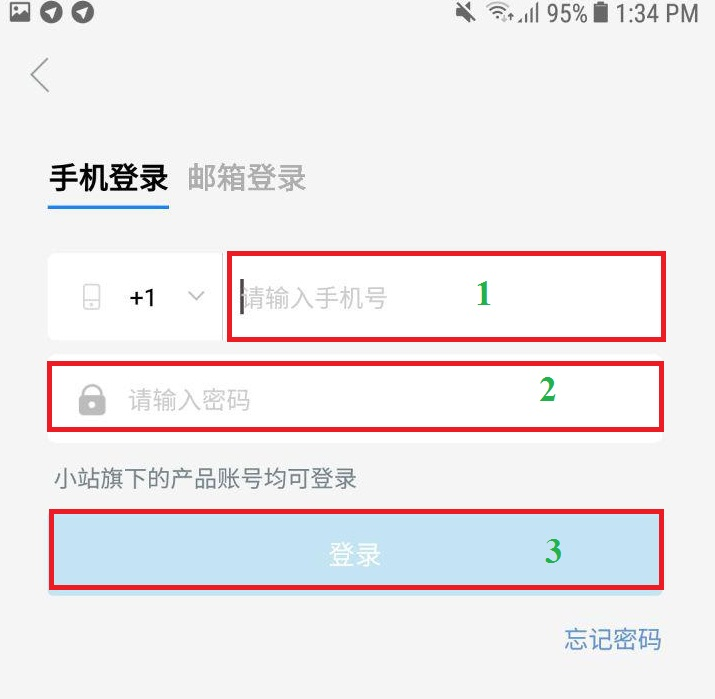 95% 1:34 PM
手机登录 邮箱登录
+1 请输入手机号 1
请输入密码 2
小站旗下的产品账号均可登录
登录 3
忘记密码